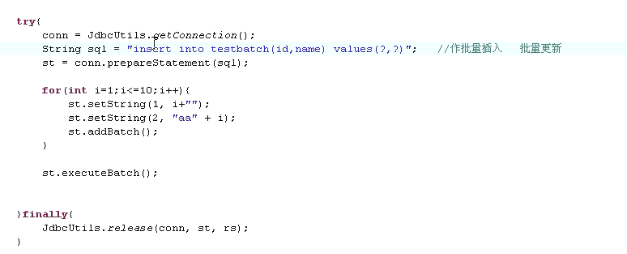 try{
conn = JdbcUtils.getConnection();
String sql = "insert into testbatch(id,name) values(?,?)"; //作批量插入 批量更新
st = conn.prepareStatement(sql);
for(int i=1;i<=10;i++){
st.setString(1, i+"");
st.setString(2, "aa" + i);
st.addBatch();
}
st.executeBatch();
}finally{
JdbcUtils.release(conn, st, rs);
}